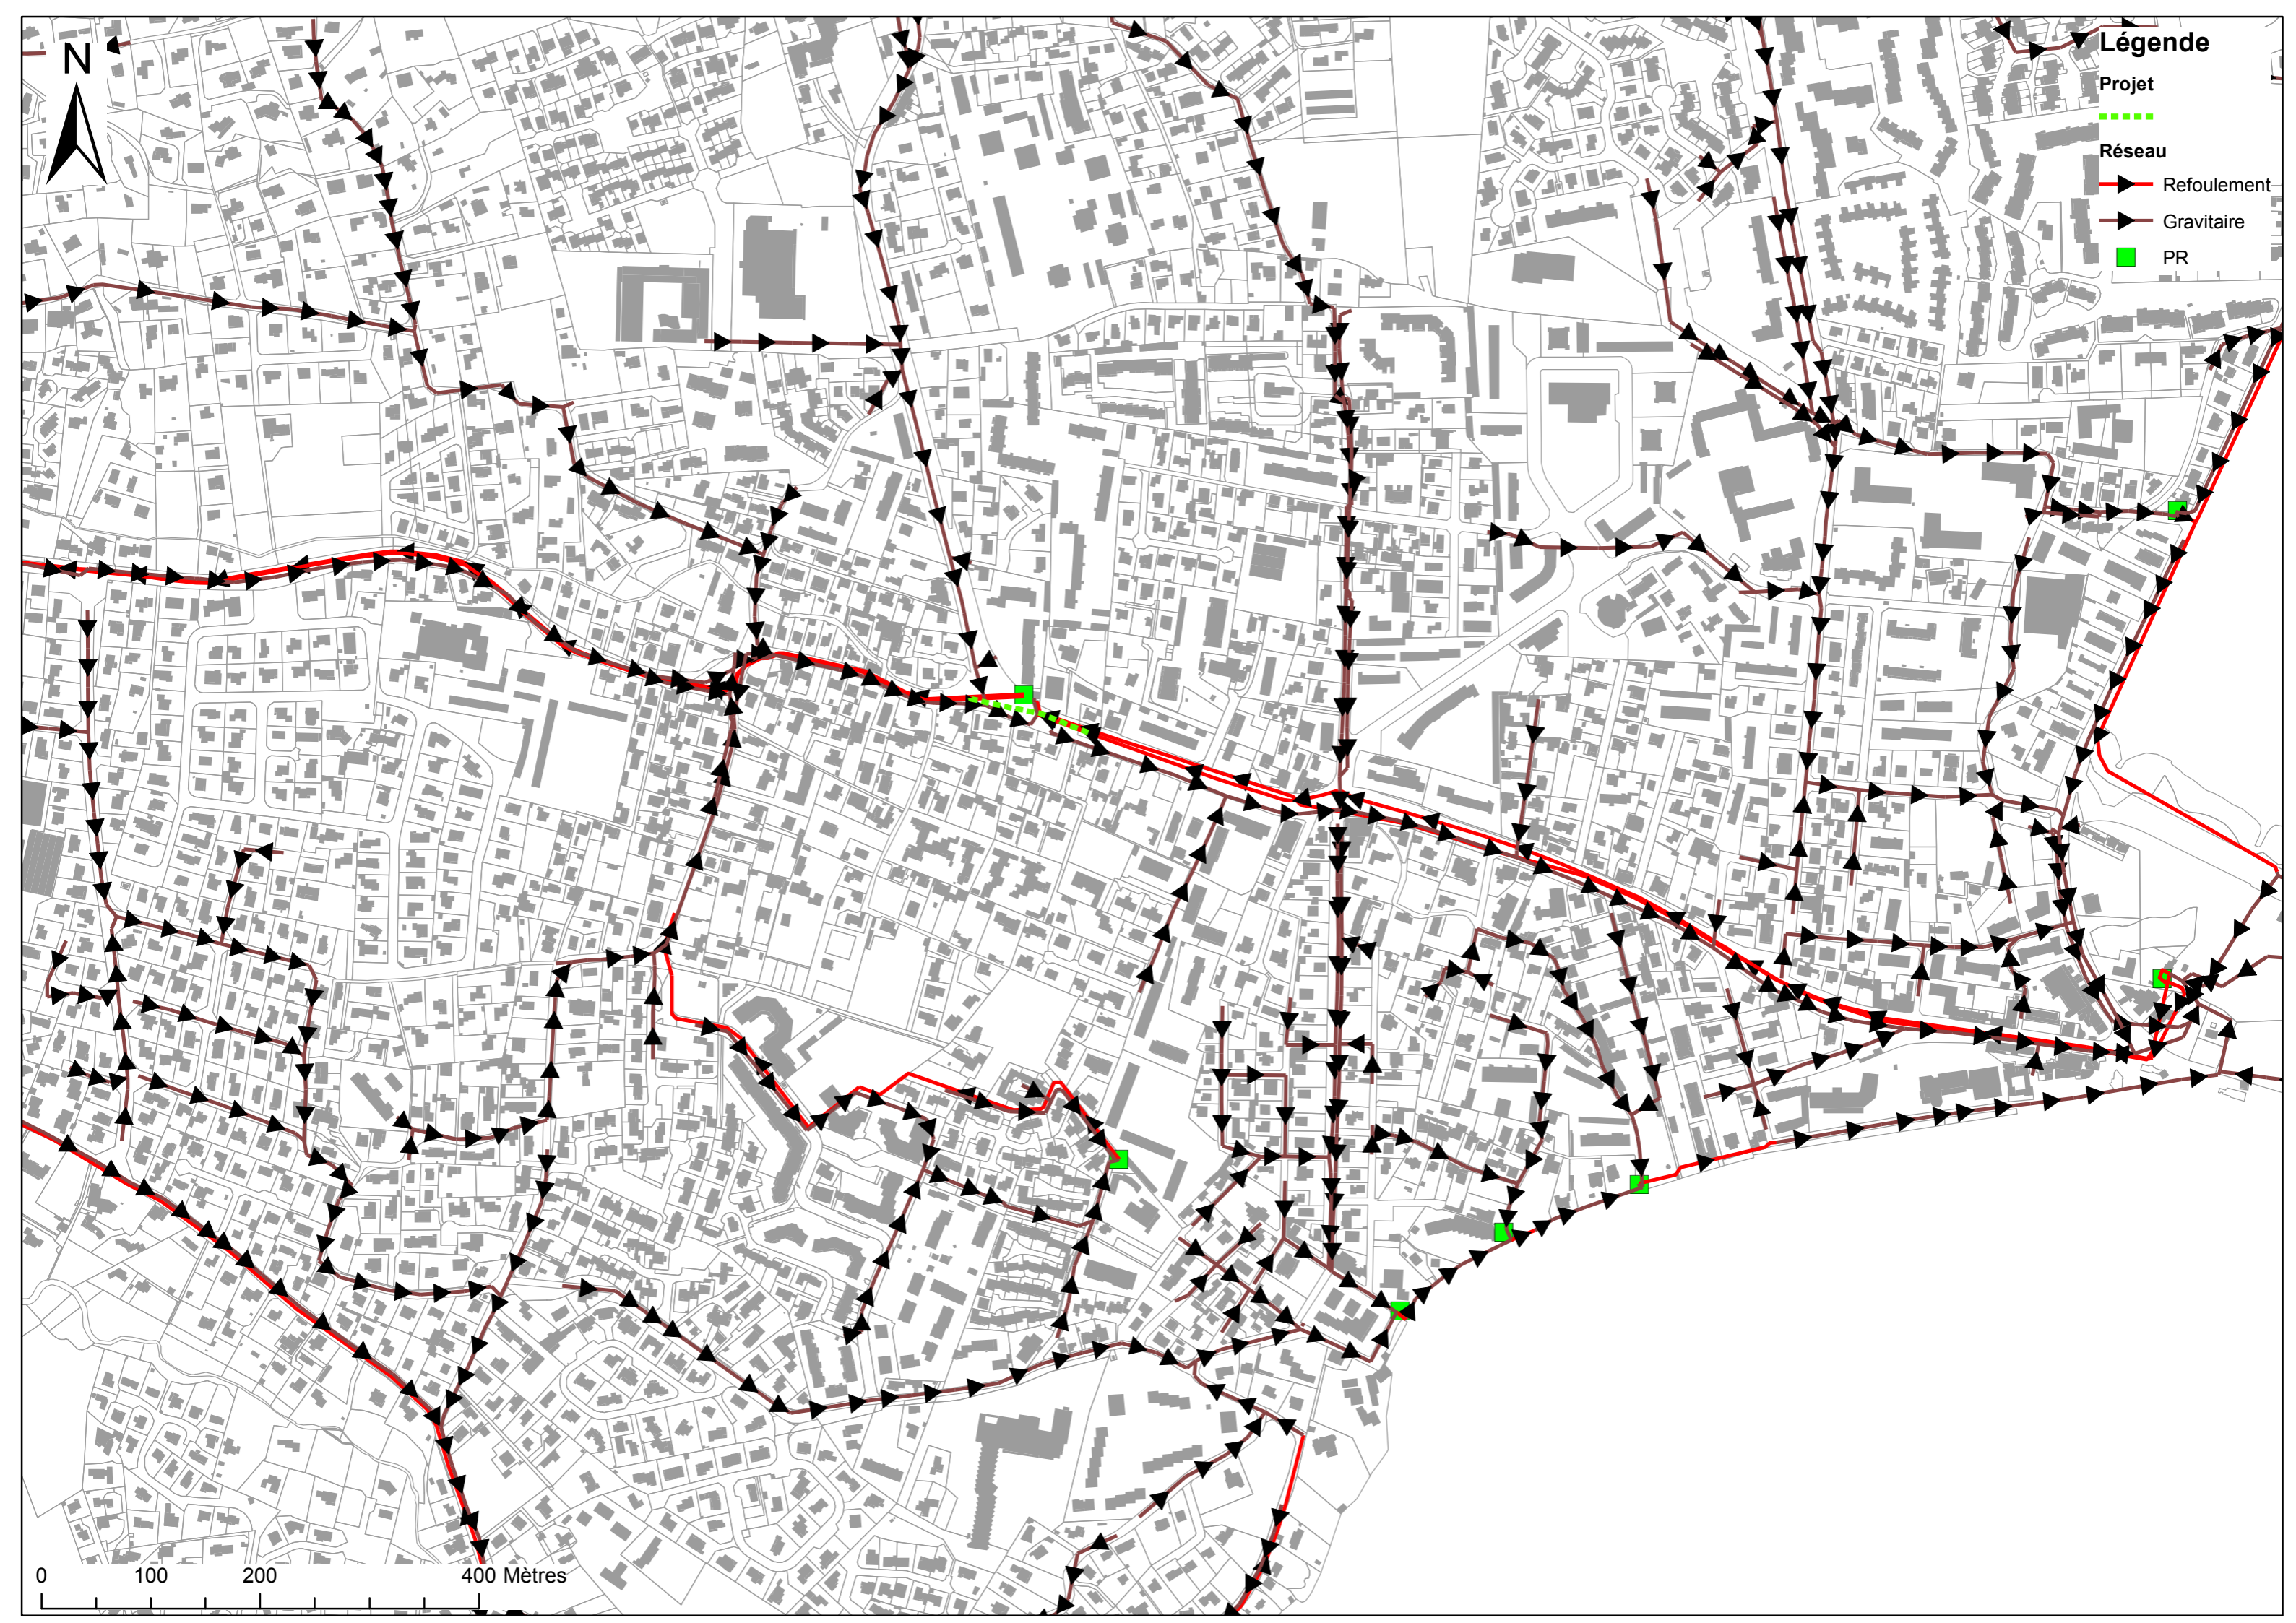 N
Légende
Projet
Réseau
Refoulement
Gravitaire
PR
0 100 200 400 Mètres